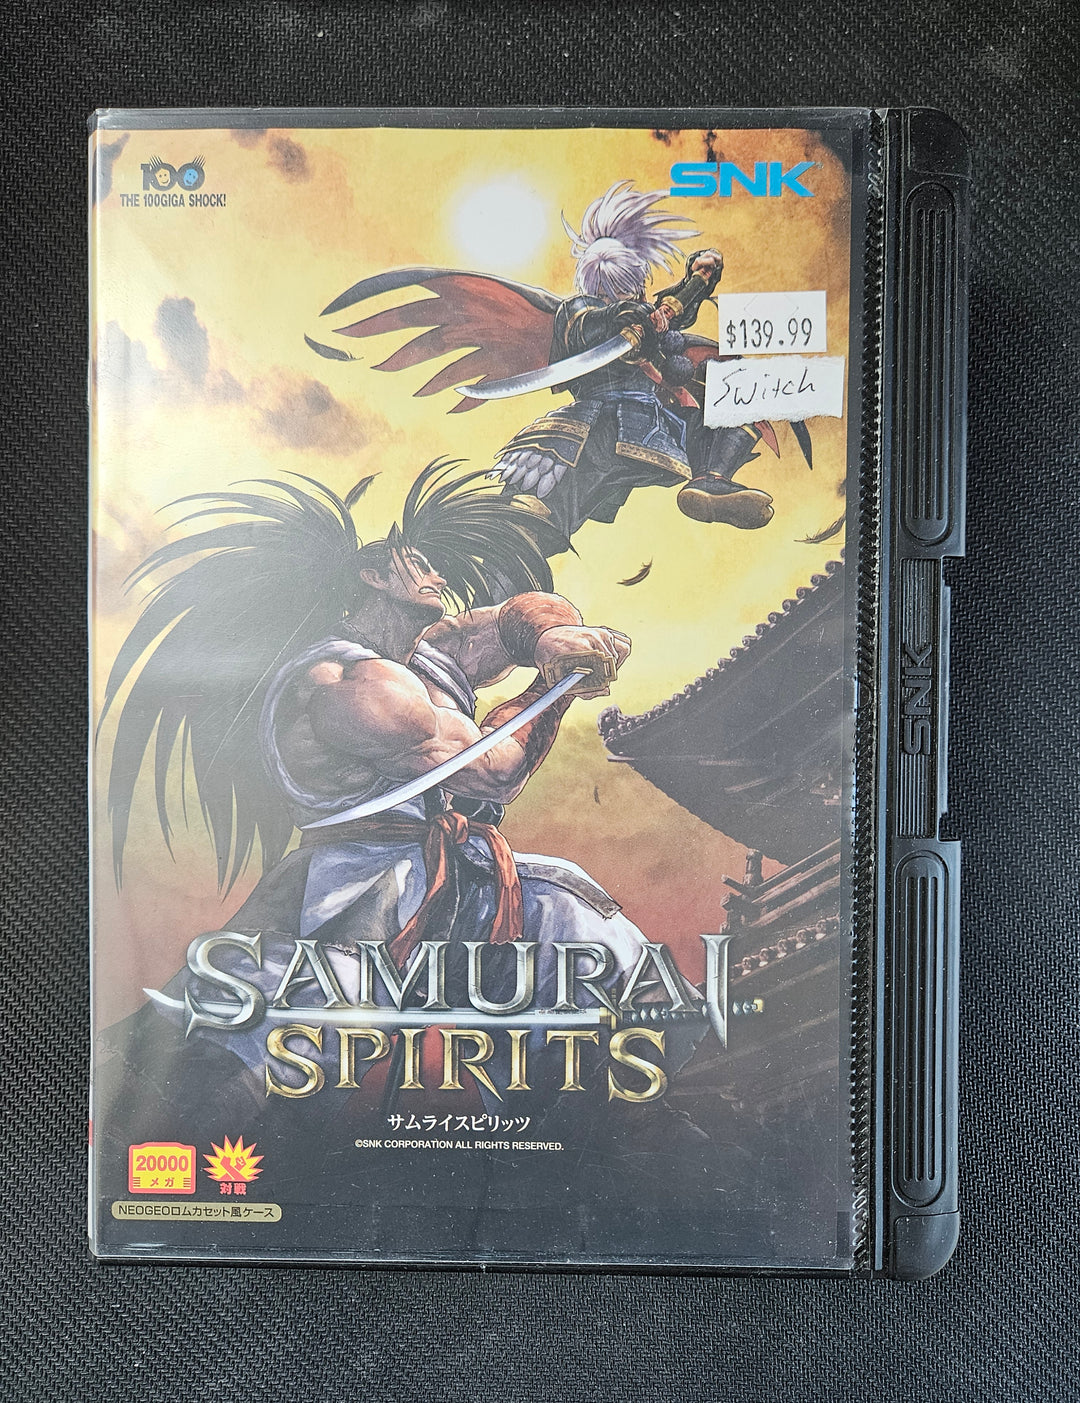 100
THE 100GIGA SHOCK!
SNK
$139.99
Switch
SNK
SAMURAI
SPIRITS
サムライスピリッツ
©SNK CORPORATION ALL RIGHTS RESERVED.
20000
メガ
対戦
NEOGEOロムカセット風ケース